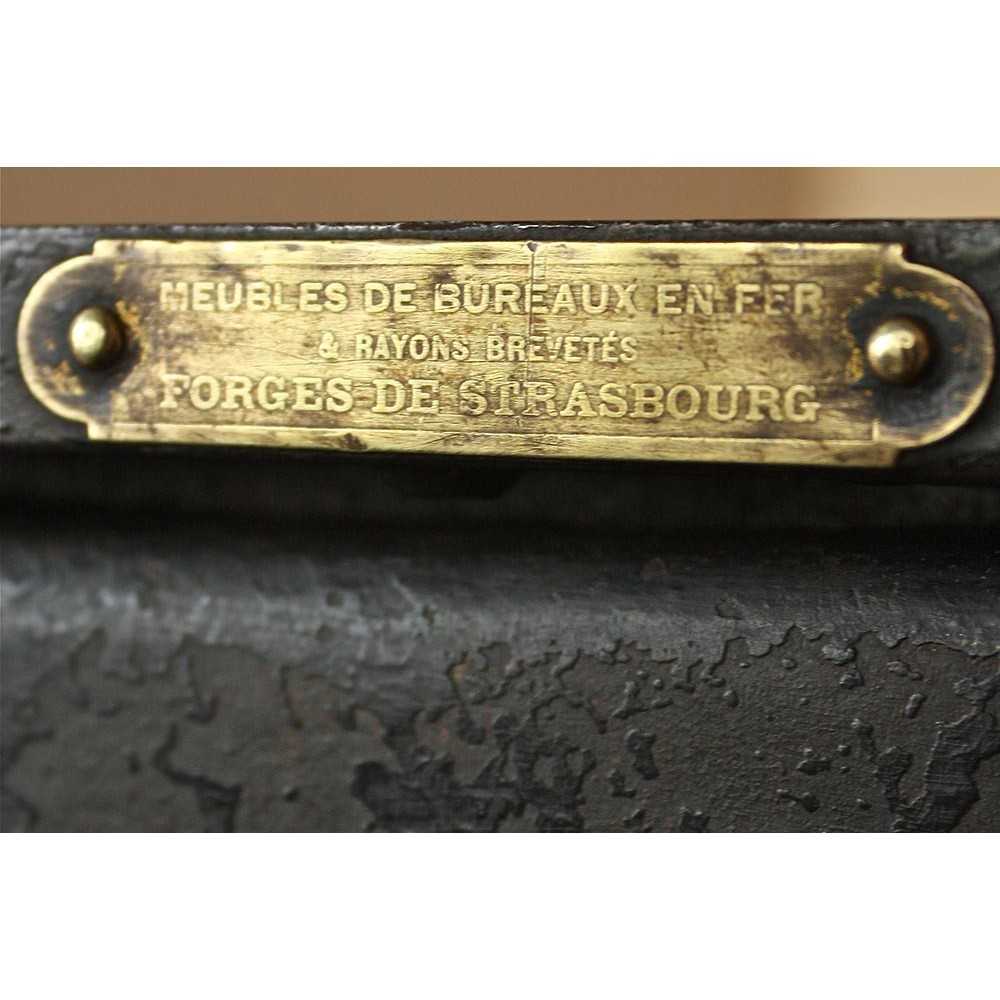 MEUBLES DE BUREAUX EN FER
& RAYONS BREVETÉS
FORGES DE STRASBOURG